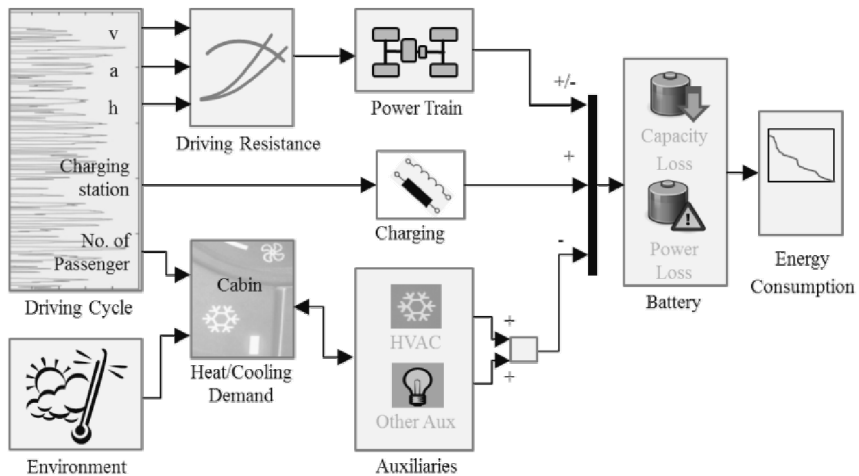 v
a
h
Charging
station
No. of
Passenger
Driving Cycle
Driving Resistance
Power Train
+/-
+
-
Charging
Cabin
Heat/Cooling
Demand
Environment
HVAC
Other Aux
+
+
Auxiliaries
Capacity
Loss
Power
Loss
Battery
Energy
Consumption